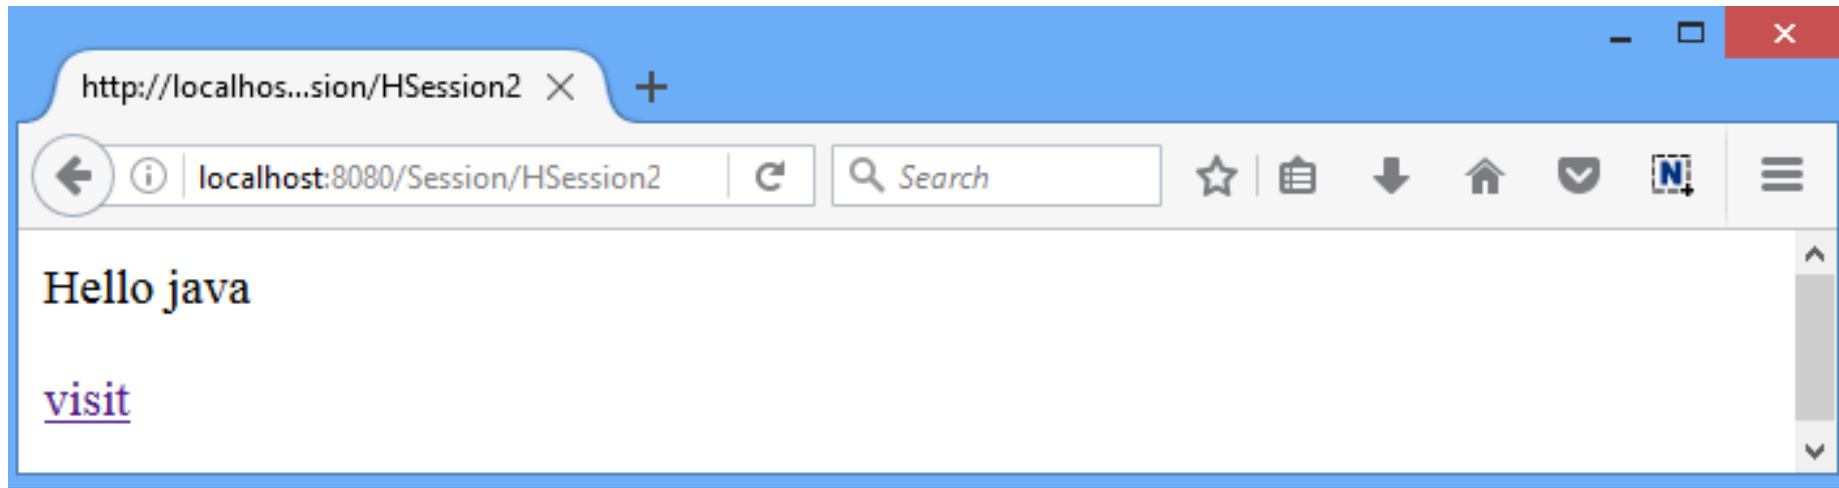 http://localhos...sion/HSession2
localhost:8080/Session/HSession2
Search
N
Hello java
visit